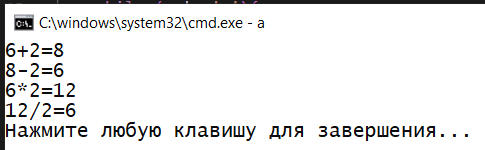 C:\windows\system32\cmd.exe - a
6+2=8
8-2=6
6*2=12
12/2=6
Нажмите любую клавишу для завершения...